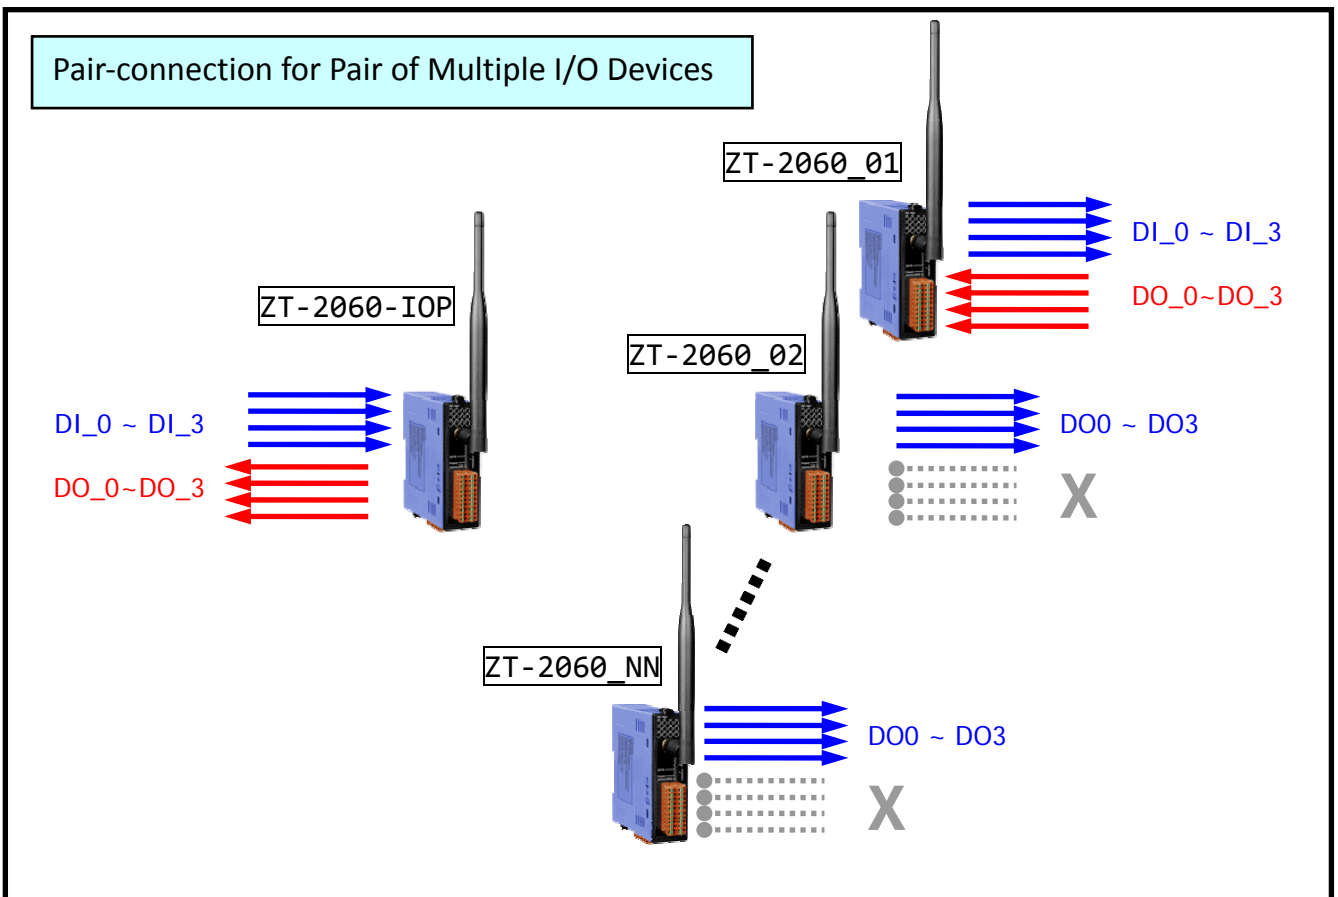 Pair-connection for Pair of Multiple I/O Devices
ZT-2060_01
DI_0 ~ DI_3
DO_0~DO_3
ZT-2060-IOP
ZT-2060_02
DI_0 ~ DI_3
DO_0~DO_3
DO0 ~ DO3
X
ZT-2060_NN
DO0 ~ DO3
X